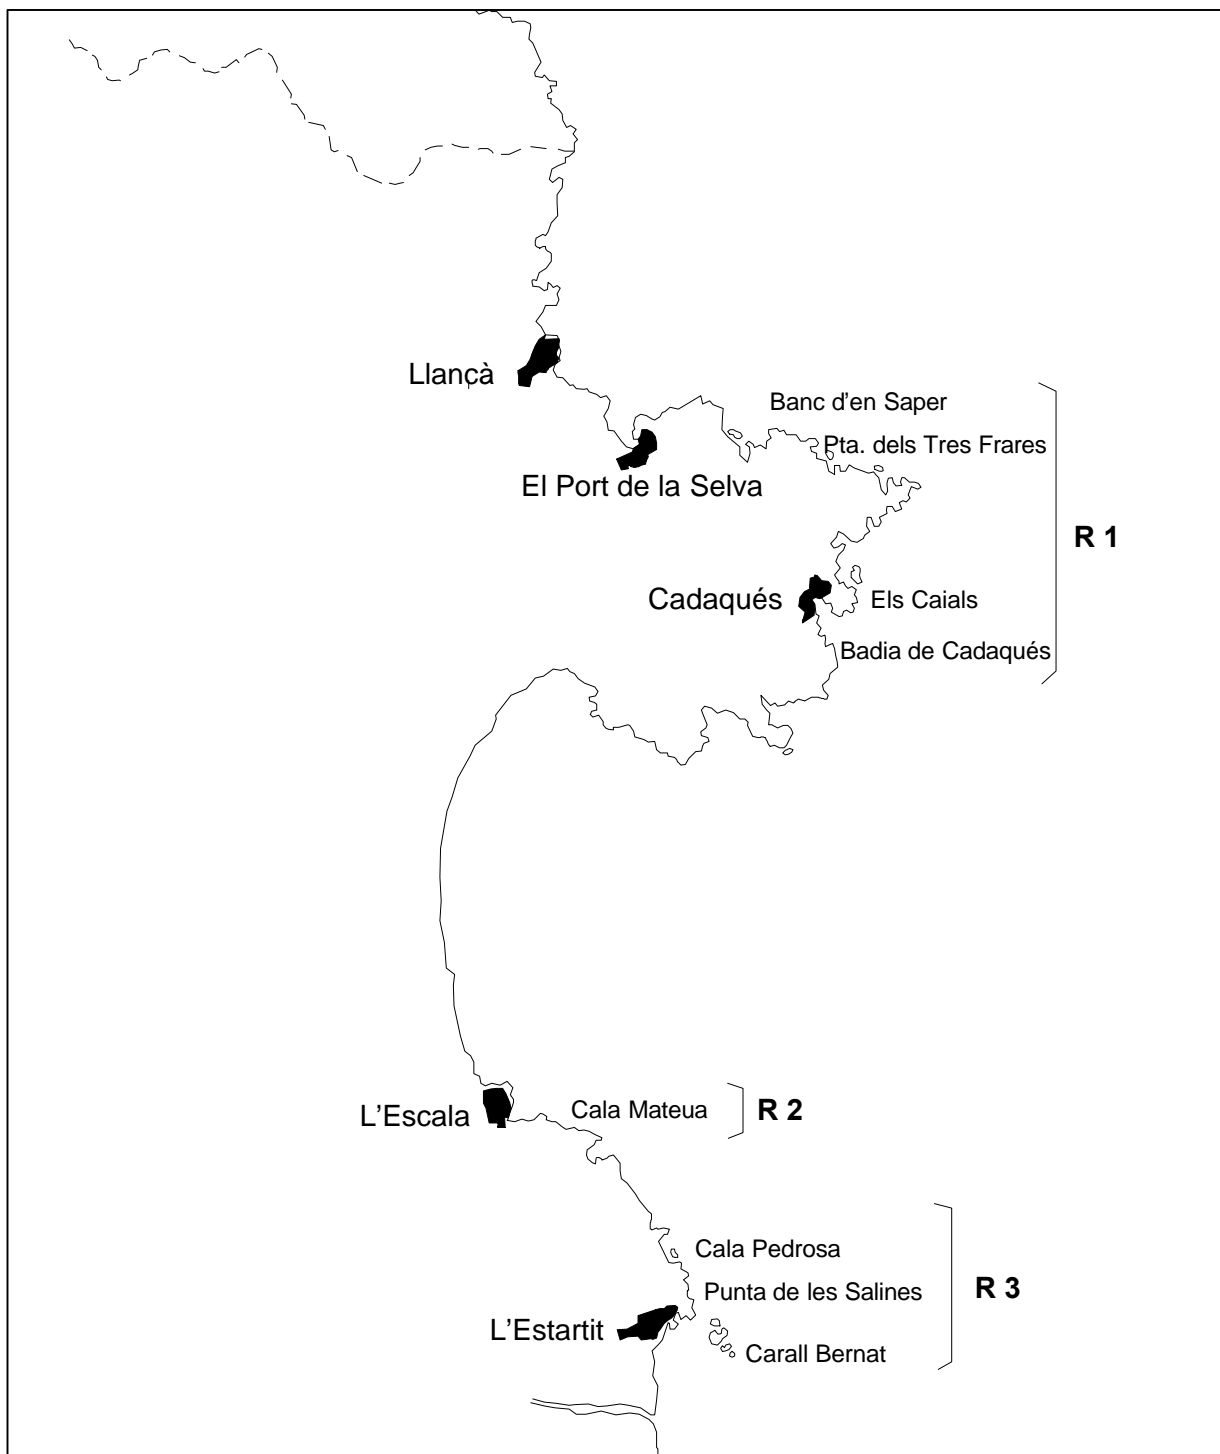 Llançà
Banc d'en Saper
Pta. dels Tres Frares
El Port de la Selva
R 1
Cadaqués
Els Caials
Badia de Cadaqués
L'Escala
Cala Mateua
R 2
Cala Pedrosa
Punta de les Salines
R 3
L'Estartit
Carall Bernat